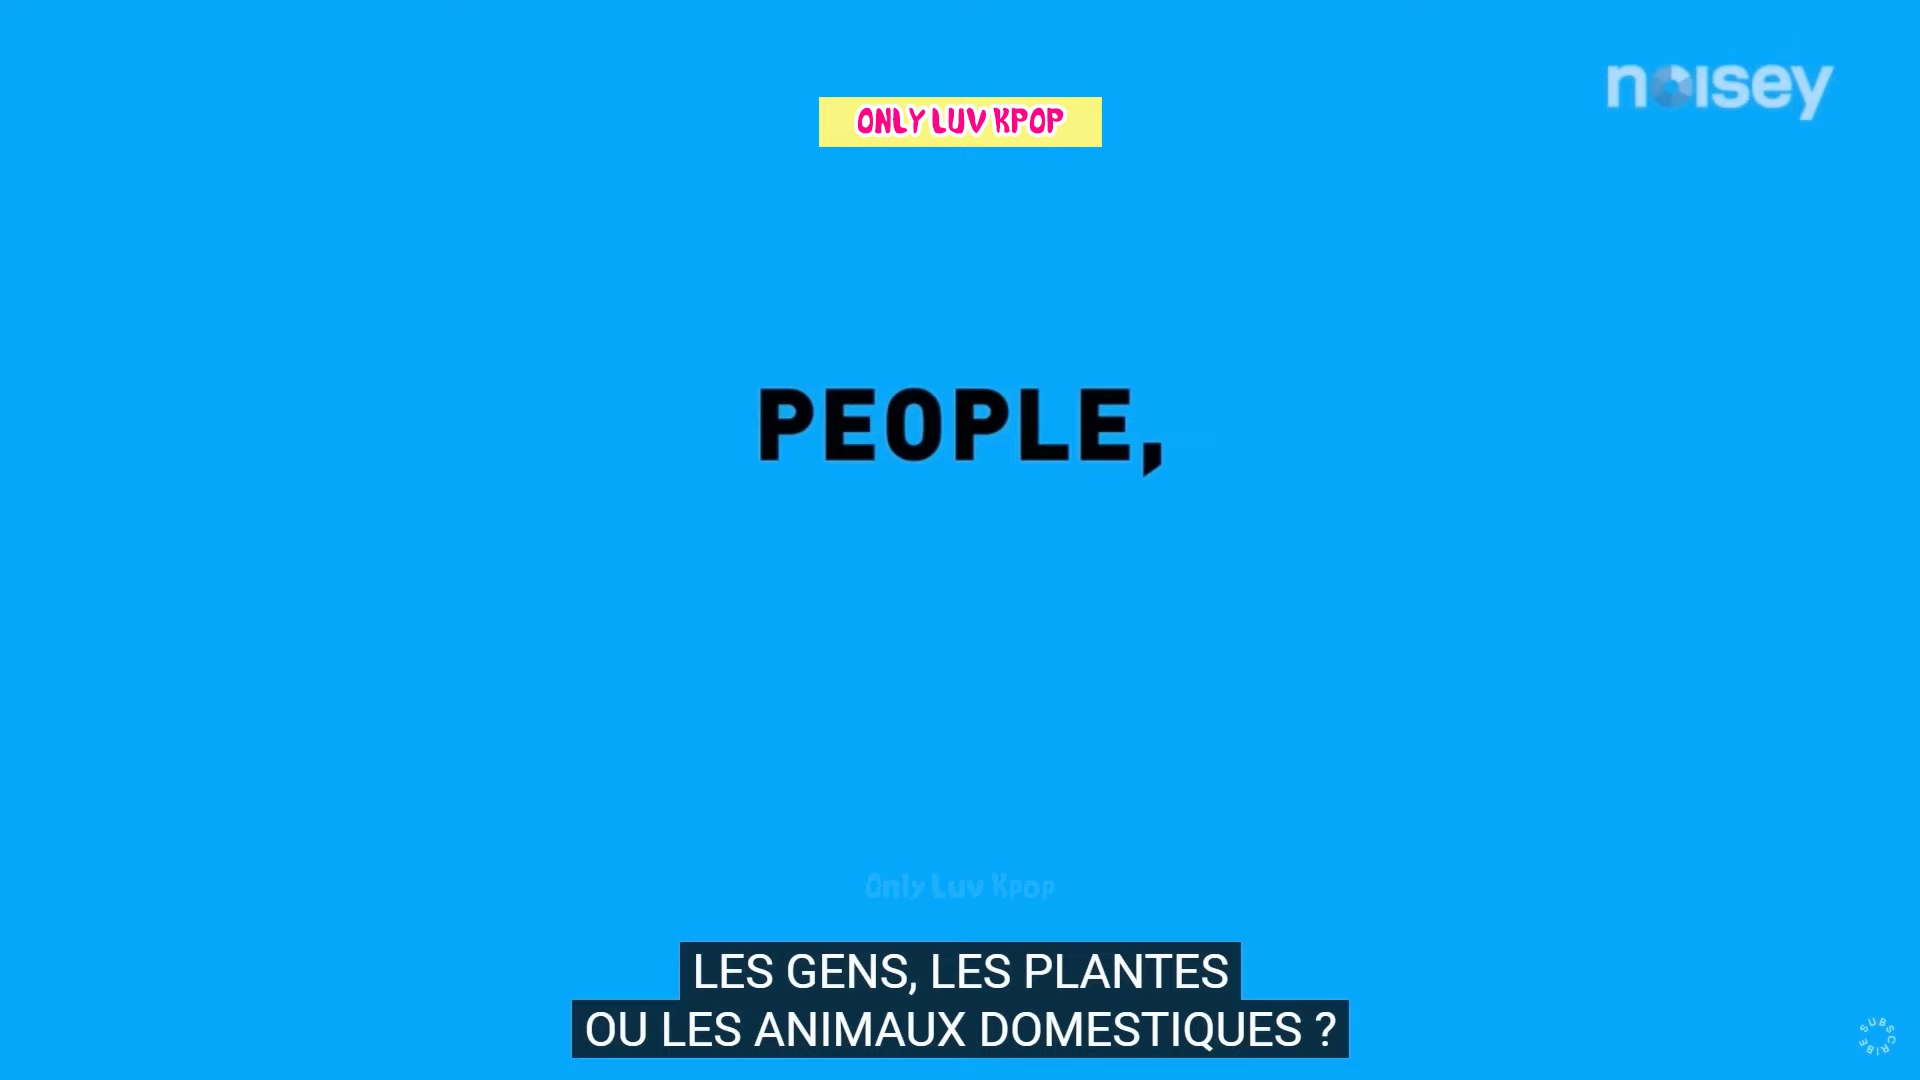 noisey
ONLY LUV KPOP
PEOPLE,
Only Luv Kpop
LES GENS, LES PLANTES
OU LES ANIMAUX DOMESTIQUES ?
SUBSCRIBE